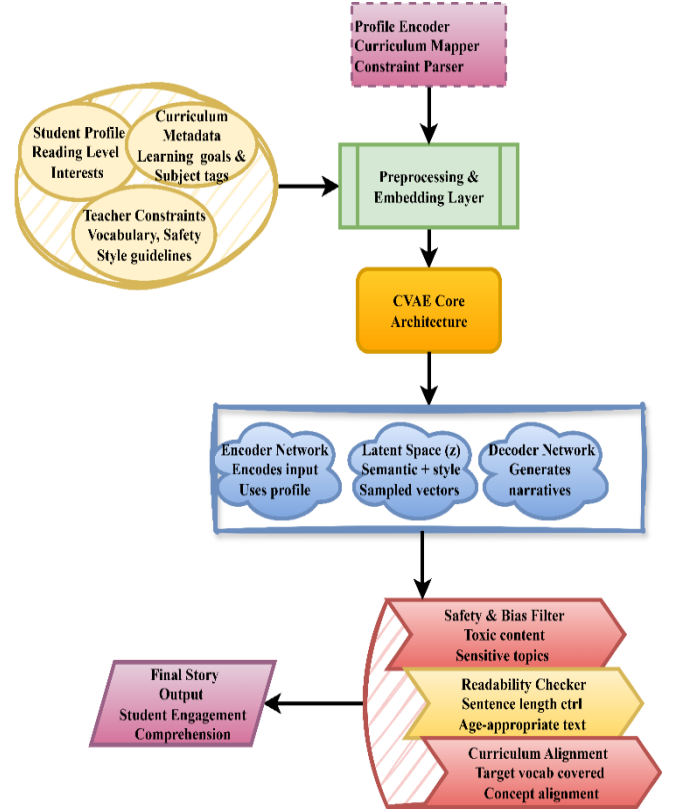 Profile Encoder
Curriculum Mapper
Constraint Parser
Student Profile
Reading Level
Interests
Curriculum
Metadata
Learning goals &
Subject tags
Teacher Constraints
Vocabulary, Safety
Style guidelines
Preprocessing &
Embedding Layer
CVAE Core
Architecture
Encoder Network
Encodes input
Uses profile
Latent Space (z)
Semantic + style
Sampled vectors
Decoder Network
Generates
narratives
Safety & Bias Filter
Toxic content
Sensitive topics
Readability Checker
Sentence length ctrl
Age-appropriate text
Curriculum Alignment
Target vocab covered
Concept alignment
Final Story
Output
Student Engagement
Comprehension